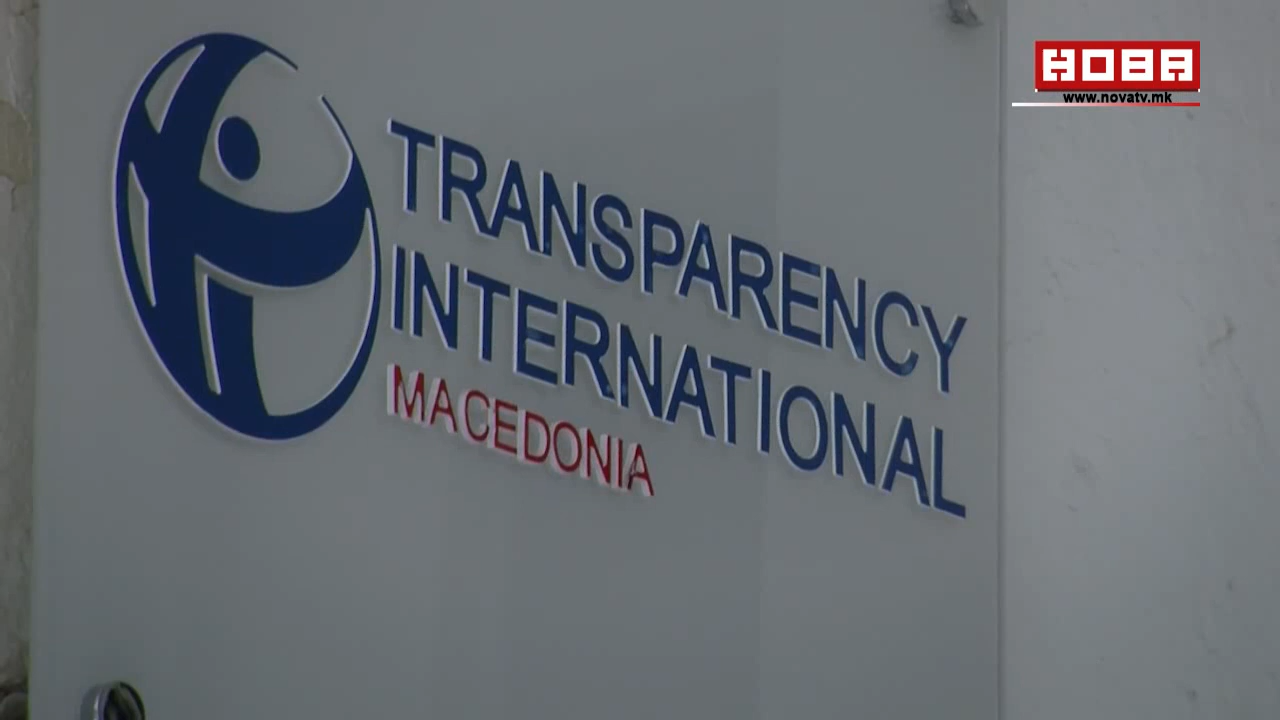 НОВА
www.novatv.mk
TRANSPARENCY
INTERNATIONAL
MACEDONIA